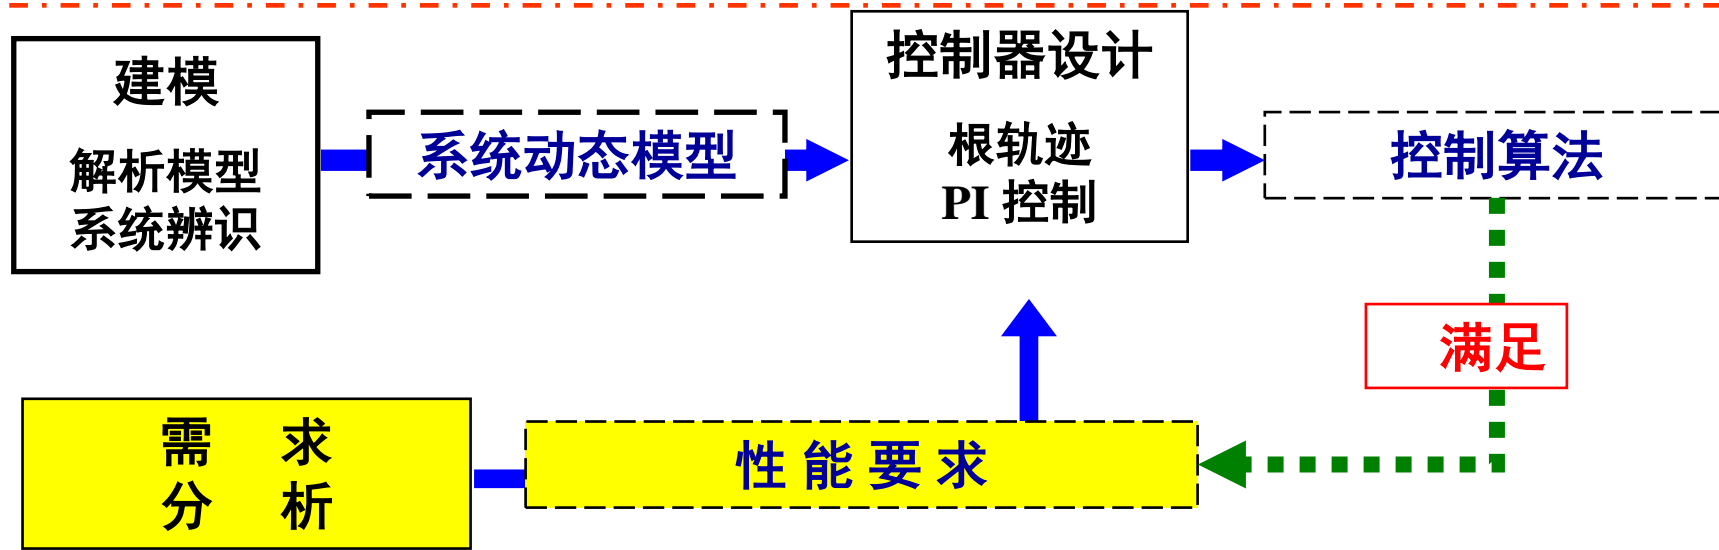 建模
解析模型
系统辨识
系统动态模型
控制器设计
根轨迹
PI 控制
控制算法
满足
需 求
分 析
性 能 要 求